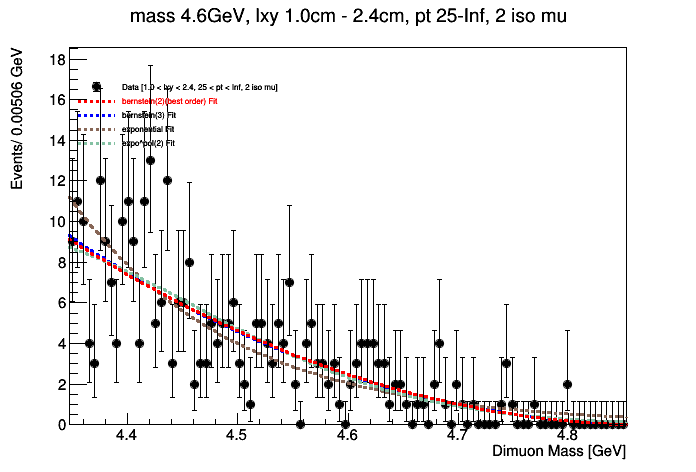 mass 4.6GeV, lxy 1.0cm - 2.4cm, pt 25-Inf, 2 iso mu
Events/ 0.00506 GeV
18
16
14
12
10
8
6
4
2
0
Data [1.0 < lxy < 2.4, 25 < pt < Inf, 2 iso mu]
bernstein(2)(best order) Fit
bernstein(3) Fit
exponential Fit
expo*pol(2) Fit
4.4 4.5 4.6 4.7 4.8
Dimuon Mass [GeV]